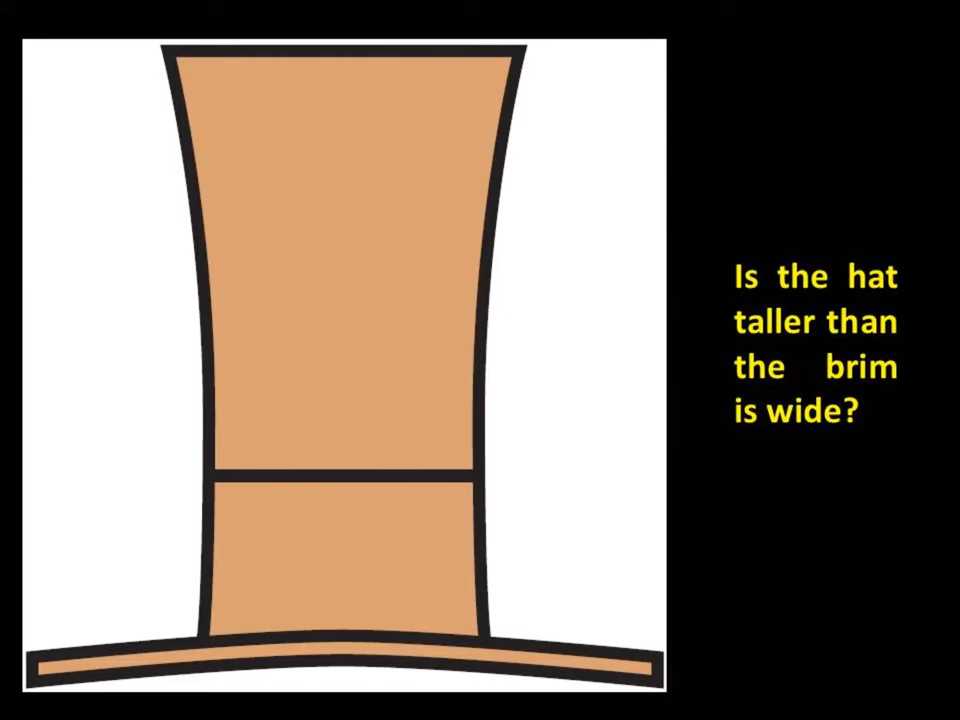 Is the hat
taller than
the brim
is wide?